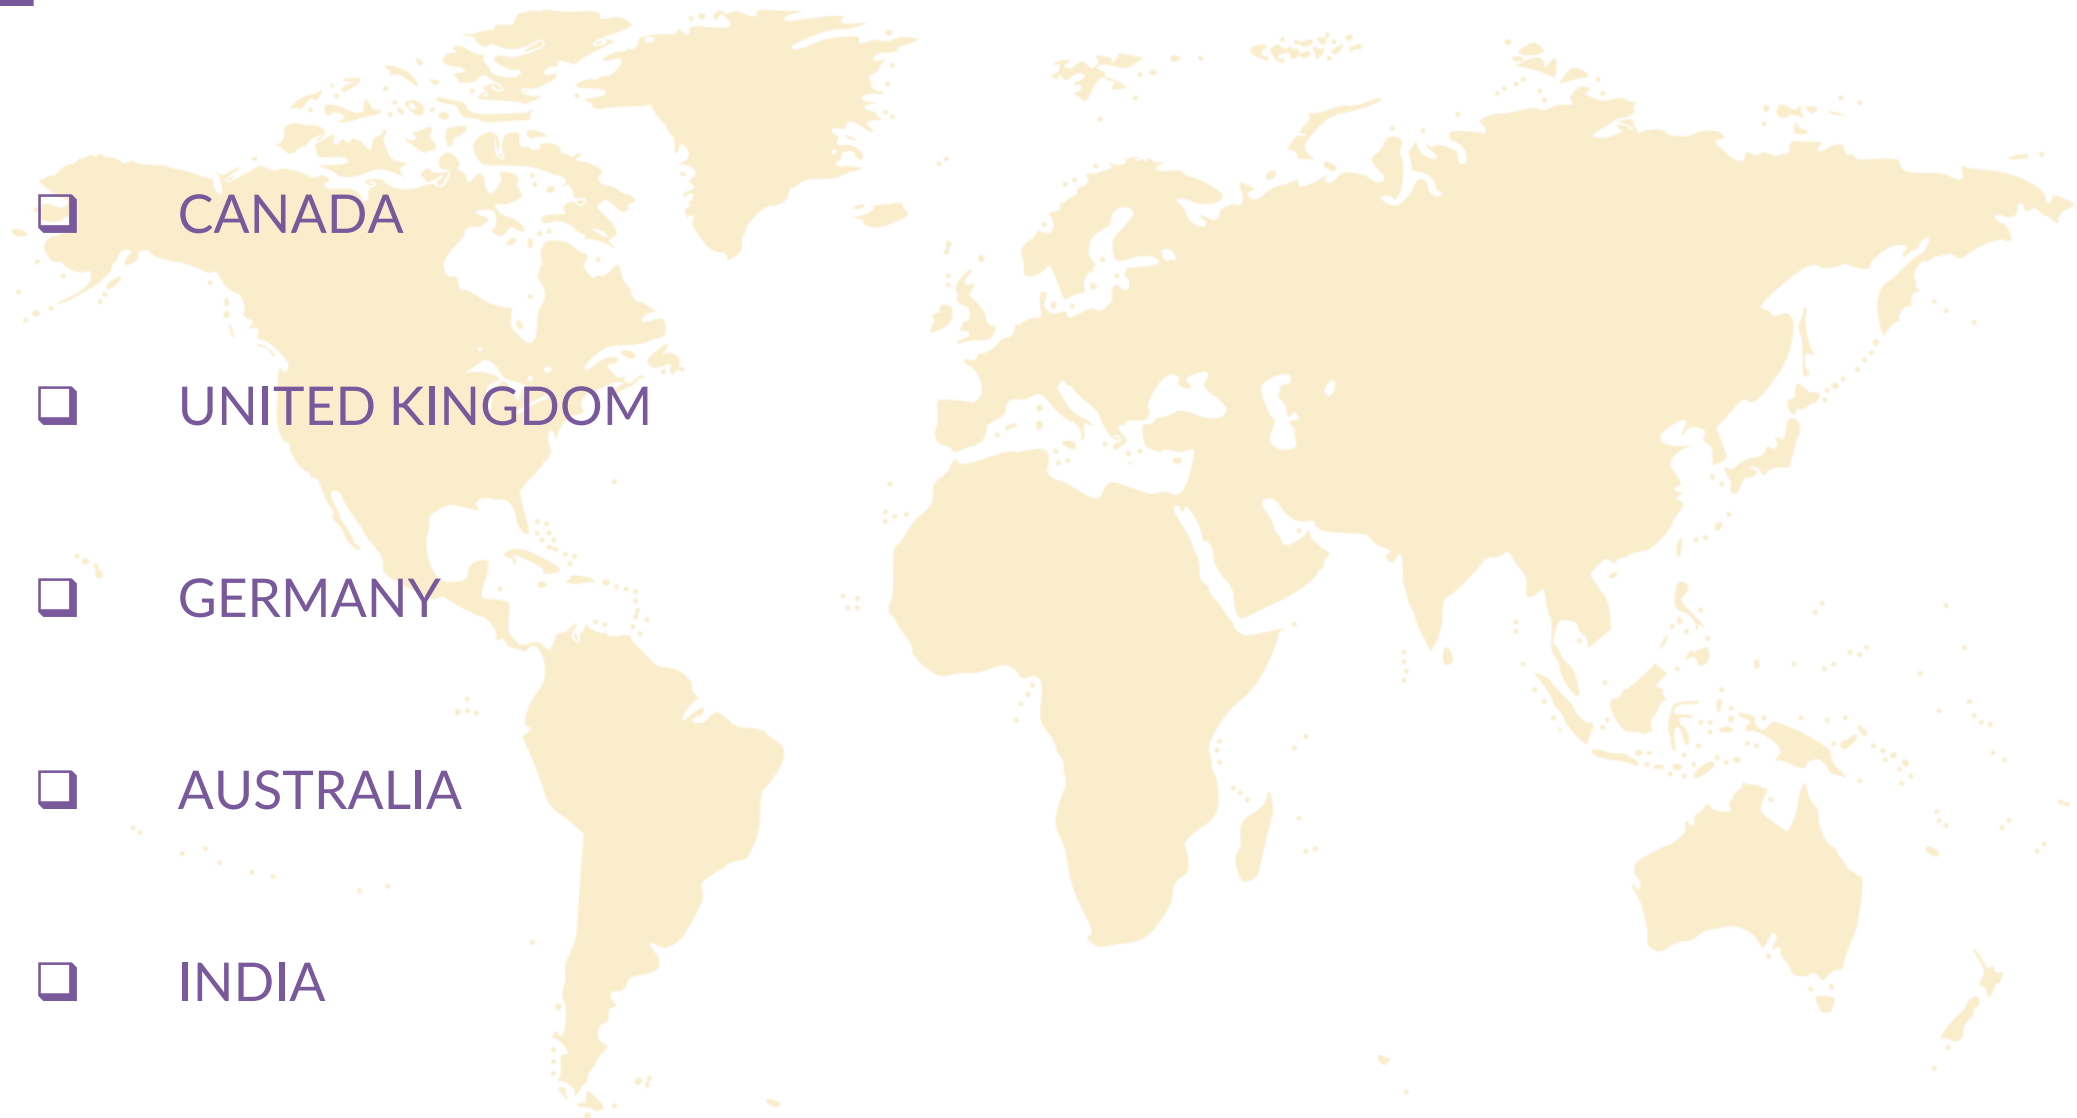 ❑ CANADA
❑ UNITED KINGDOM
❑ GERMANY
❑ AUSTRALIA
❑ INDIA